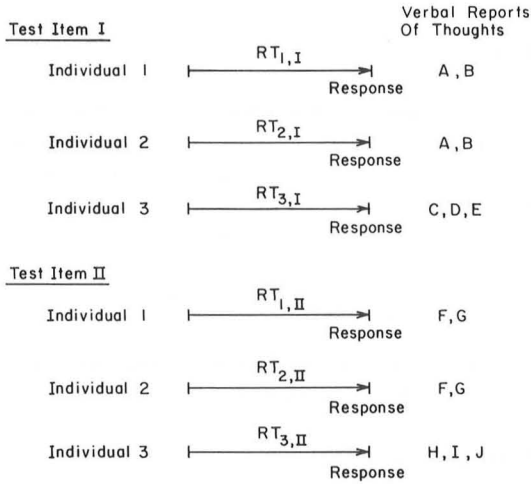 Verbal Reports
Of Thoughts
Test Item I
Individual 1 RT1,I Response A,B
Individual 2 RT2,I Response A,B
Individual 3 RT3,I Response C,D,E
Test Item II
Individual 1 RT1,II Response F,G
Individual 2 RT2,II Response F,G
Individual 3 RT3,II Response H,I,J